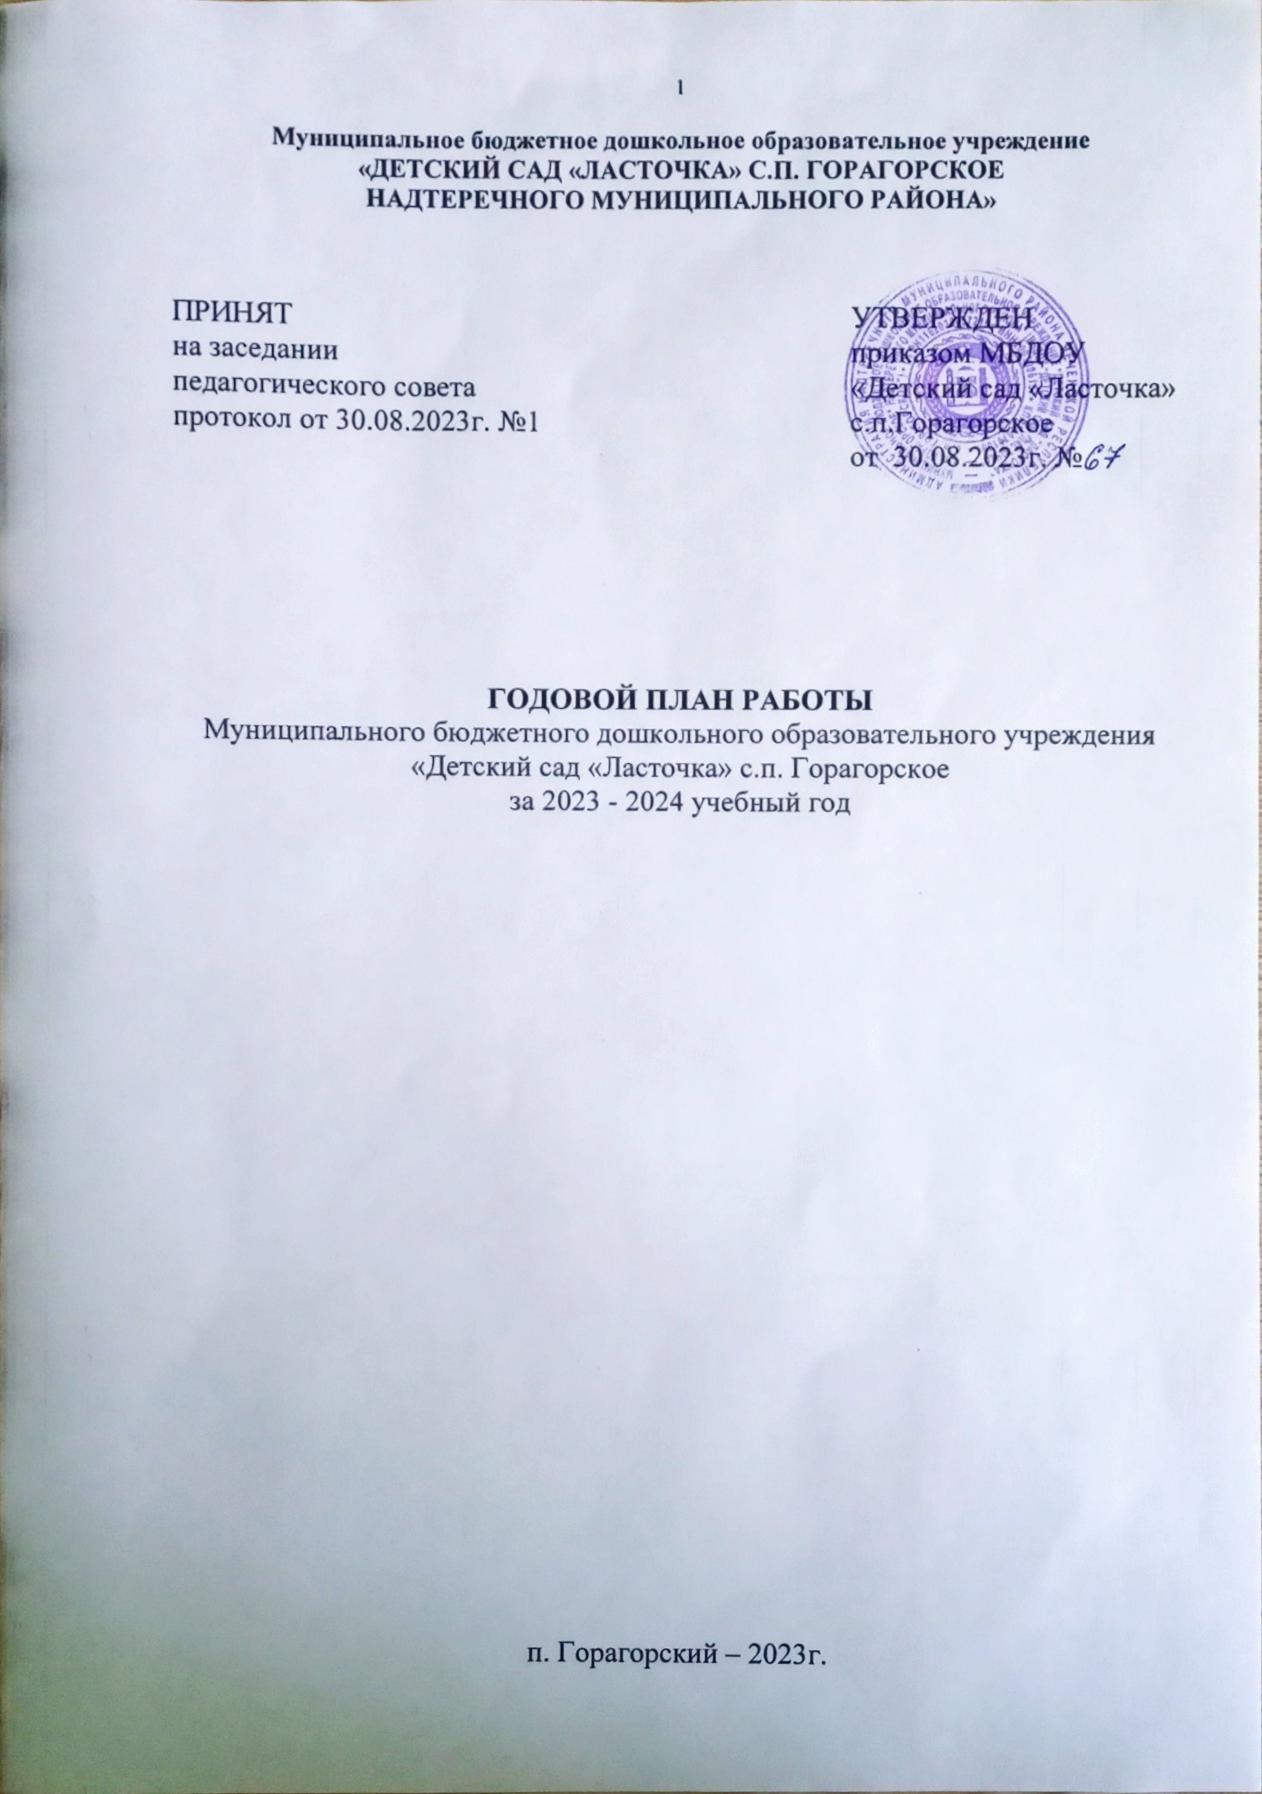 1
Муниципальное бюджетное дошкольное образовательное учреждение
«ДЕТСКИЙ САД «ЛАСТОЧКА» С.П. ГОРАГОРСКОЕ
НАДТЕРЕЧНОГО МУНИЦИПАЛЬНОГО РАЙОНА»
ПРИНЯТ
на заседании
педагогического совета
протокол от 30.08.2023г. №1
УТВЕРЖДЕН
приказом МБДОУ
«Детский сад «Ласточка»
с.п.Горагорское
от 30.08.2023г. №67
ГОДОВОЙ ПЛАН РАБОТЫ
Муниципального бюджетного дошкольного образовательного учреждения
«Детский сад «Ласточка» с.п. Горагорское
за 2023 - 2024 учебный год
п. Горагорский – 2023г.